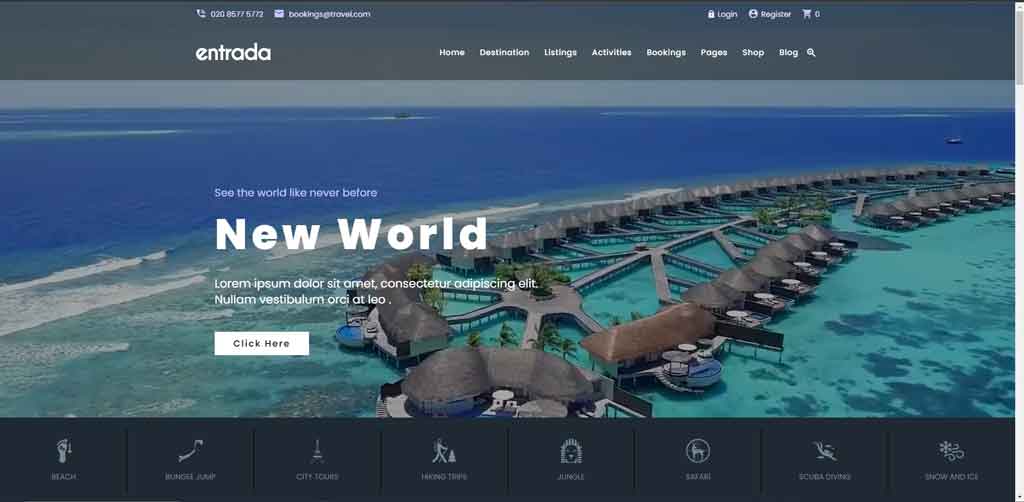 020 8577 5772 bookings@travel.com Login Register 0
entrada Home Destination Listings Activities Bookings Pages Shop Blog
See the world like never before
New World
Lorem ipsum dolor sit amet, consectetur adipiscing elit.
Nullam vestibulum orci at leo .
Click Here
BEACH BUNGEE JUMP CITY TOURS HIKING TRIPS JUNGLE SAFARI SCUBA DIVING SNOW AND ICE